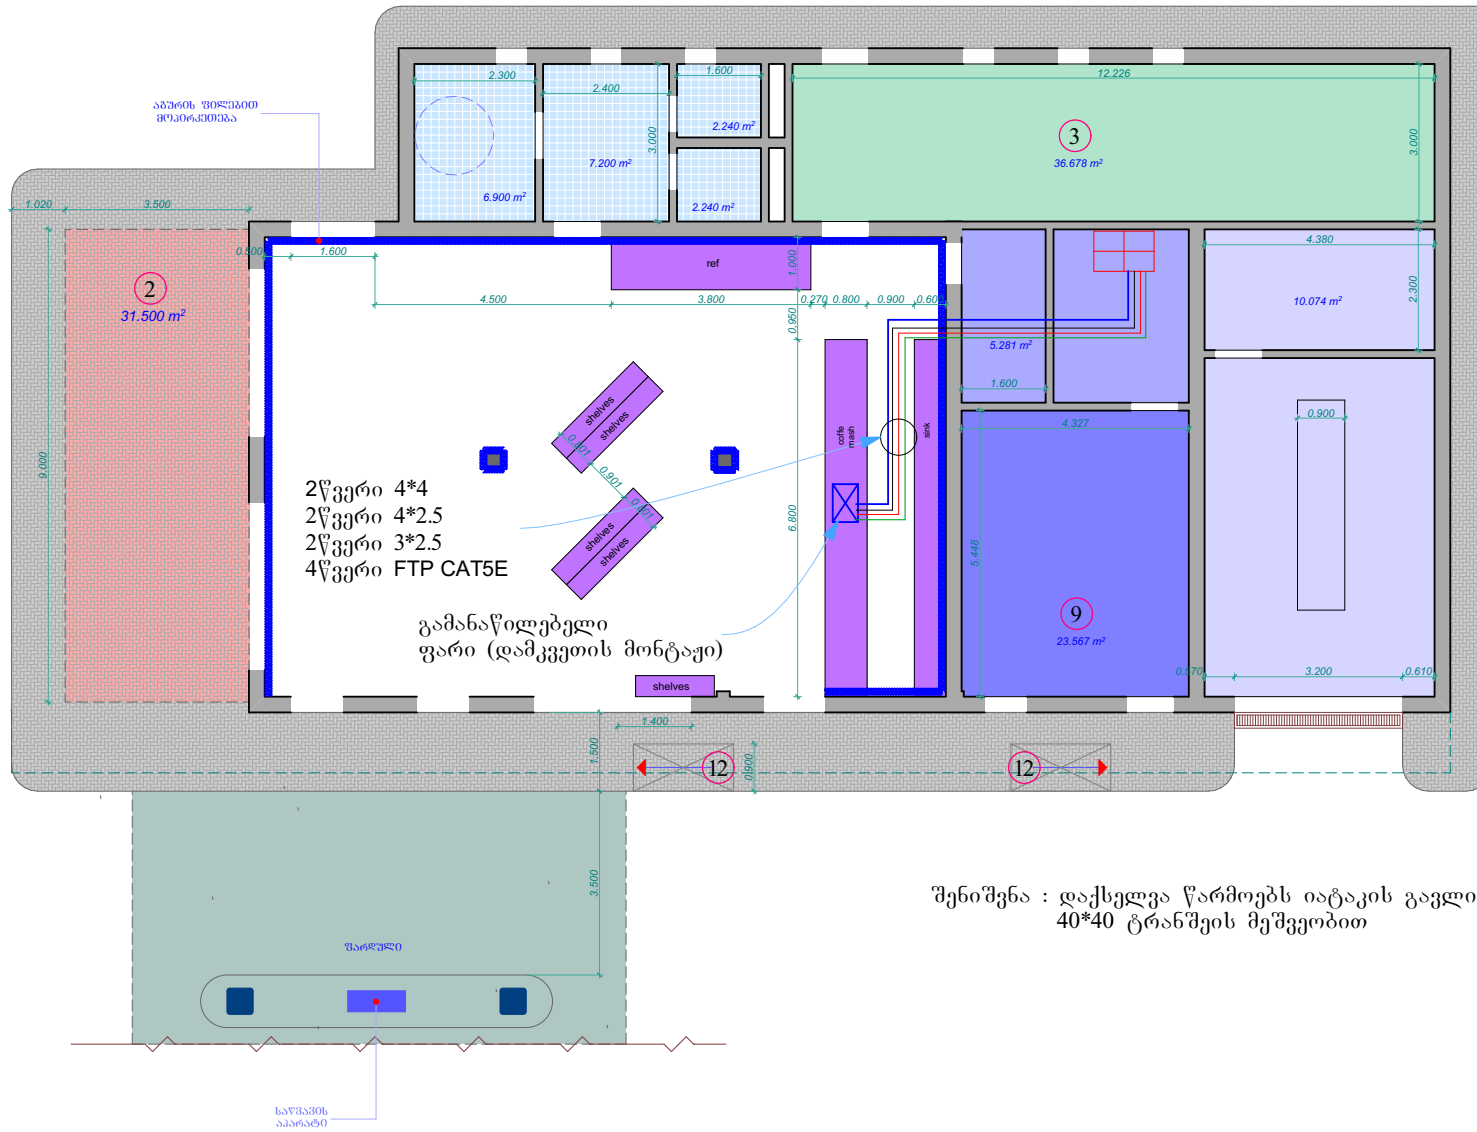 2.300
1.600
12.226
2.400
აგურის ფილებით
მოპირკეთება
3.000
2.240 m²
3
3.000
7.200 m²
36.678 m²
6.900 m²
2.240 m²
1.020
3.500
0.500
1.600
1.000
ref
4.380
2
31.500 m²
4.500
3.800
0.270
0.800
0.900
0.600
10.074 m²
2.300
0.950
5.281 m²
1.600
shelves
shelves
0.801
0.901
0.801
coffe
mash
sink
0.900
4.327
9.000
2წვერი 4*4
2წვერი 4*2.5
2წვერი 3*2.5
4წვერი FTP CAT5E
6.800
shelves
shelves
5.448
გამანაწილებელი
ფარი (დამკვეთის მონტაჟი)
9
23.567 m²
shelves
0.570
3.200
0.610
1.400
1.500
0.900
12
12
3.500
შენიშვნა : დაქსელვა წარმოებს იატაკის გავლი
40*40 ტრანშეის მეშვეობით
ფარდული
საწვავის
აპარატი